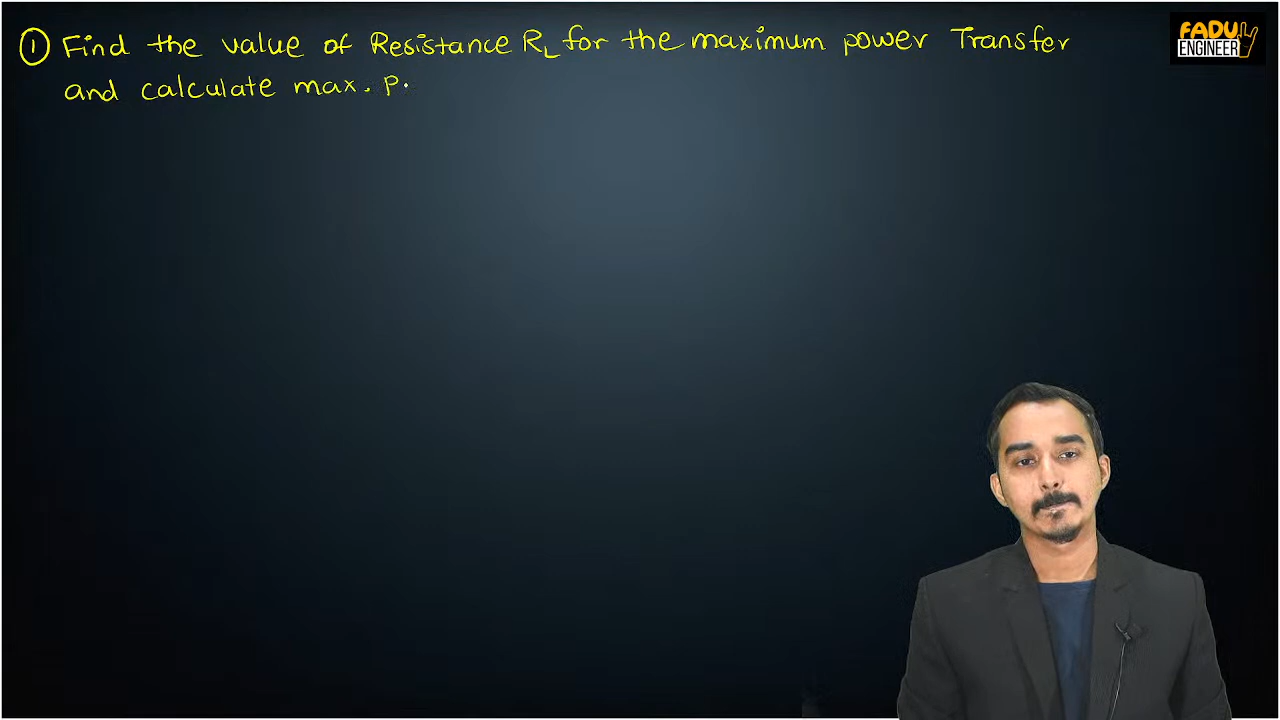 ① Find the value of Resistance RL for the maximum power Transfer
and calculate max. p.
FADU
ENGINEER